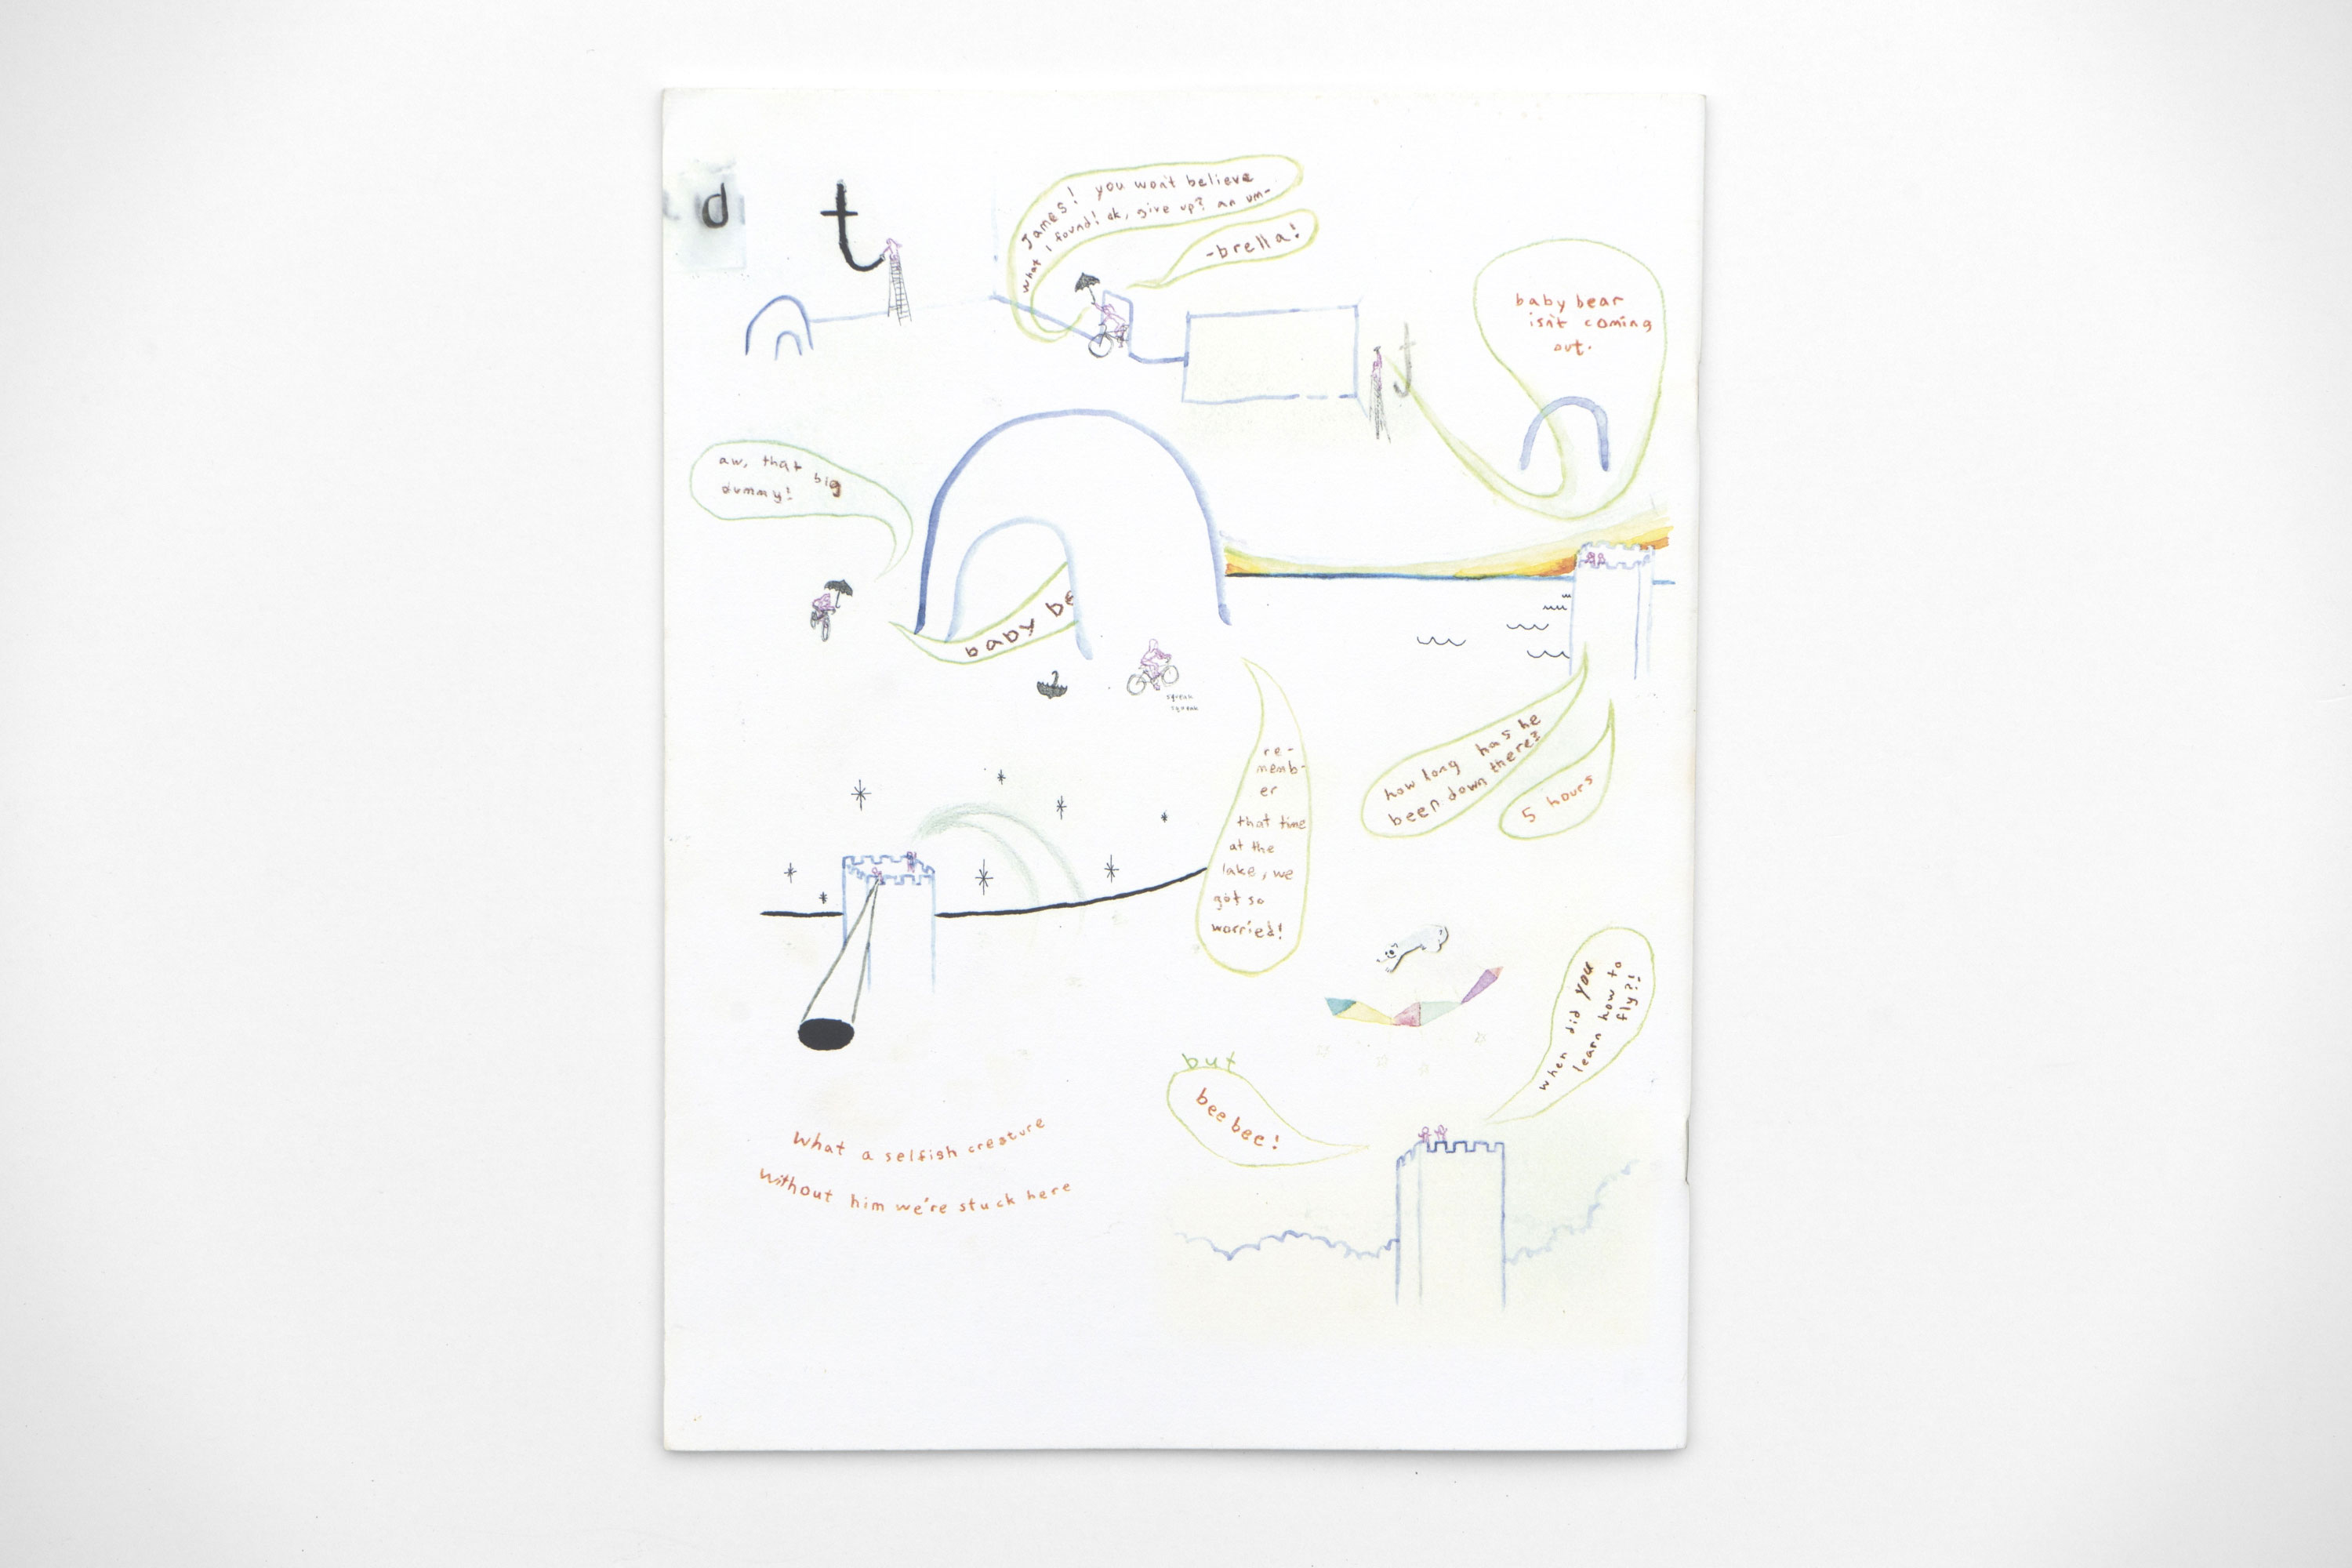 d
t
James! you won't believe
what i found! ok, give up? an um-
-brella!
t
baby bear
isn't coming
out.
aw, that big
dummy!
baby be
squeak
squeak
how long has he
been down there?
5 hours
re-
memb-
er
that time
at the
lake, we
got so
worried!
when did you
learn how to
fly?!
but
bee bee!
What a selfish creature
without him we're stuck here